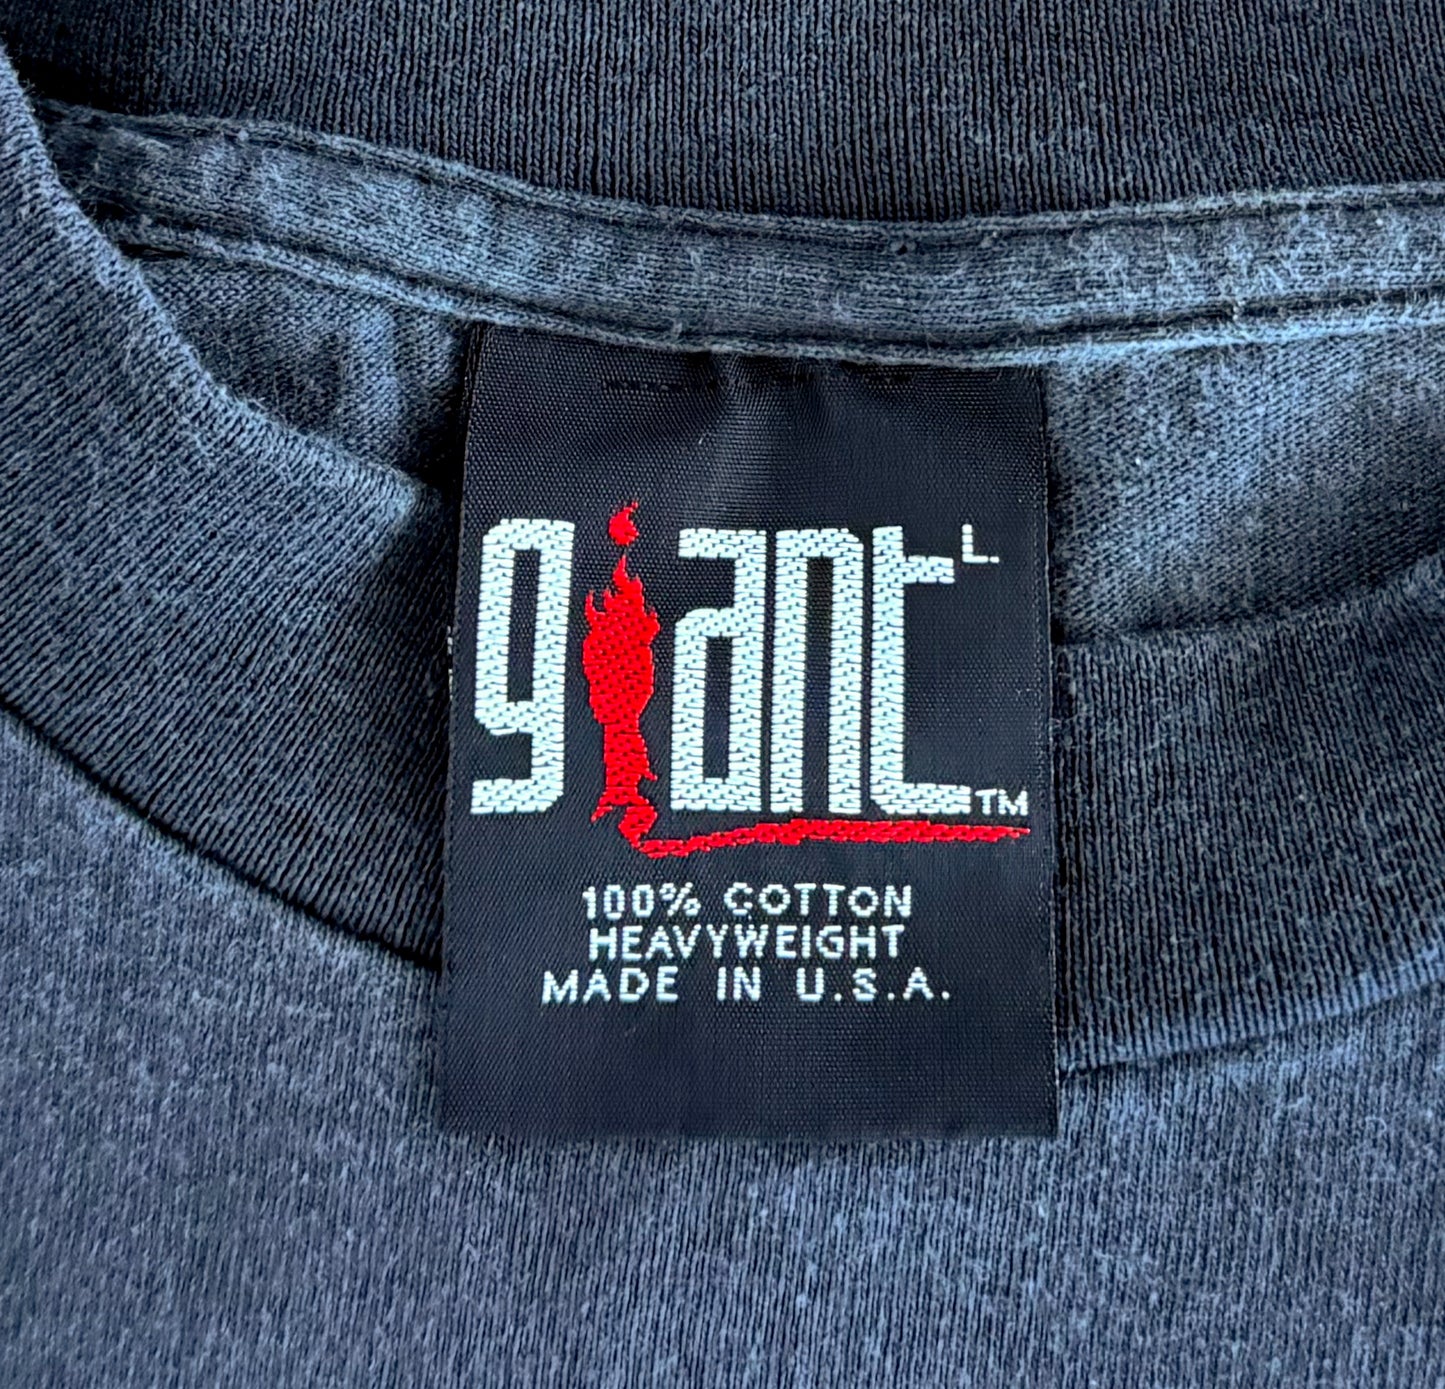 giant L.
TM
100% COTTON
HEAVYWEIGHT
MADE IN U.S.A.